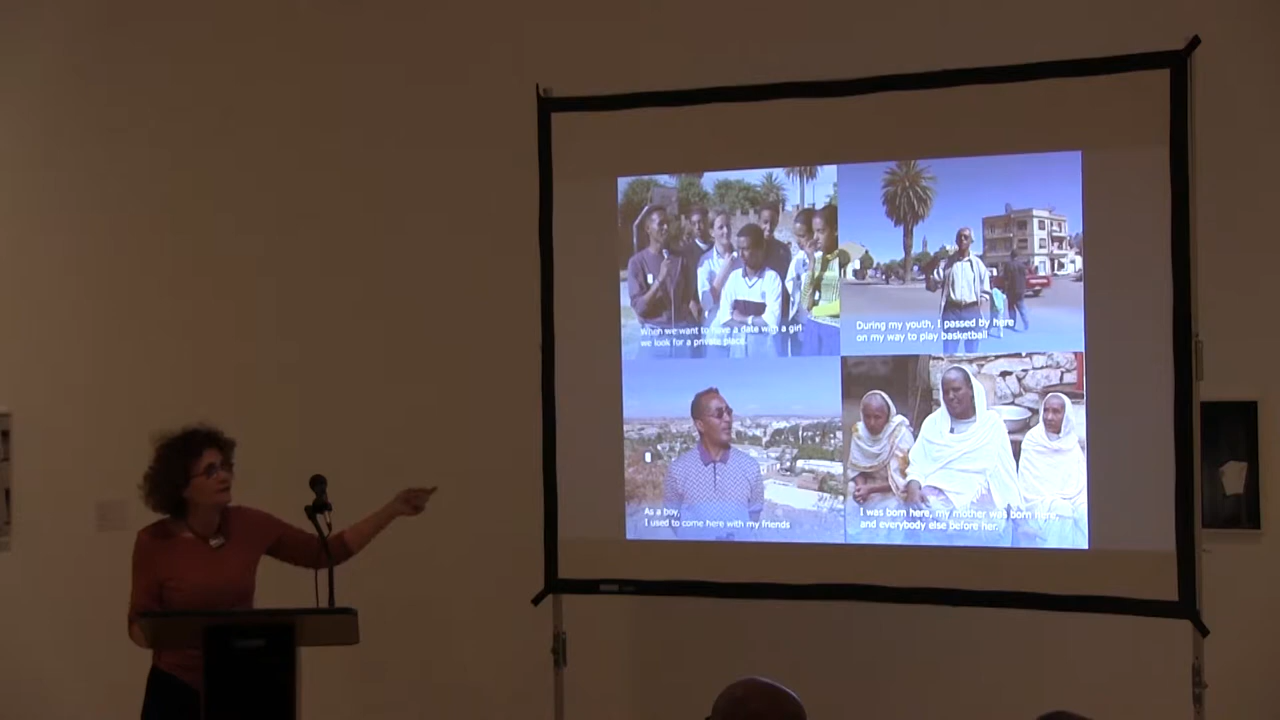 When we want to have a date with a girl
we look for a private place.
During my youth, I passed by here
on my way to play basketball
As a boy,
I used to come here with my friends
I was born here, my mother was born here,
and everybody else before her.